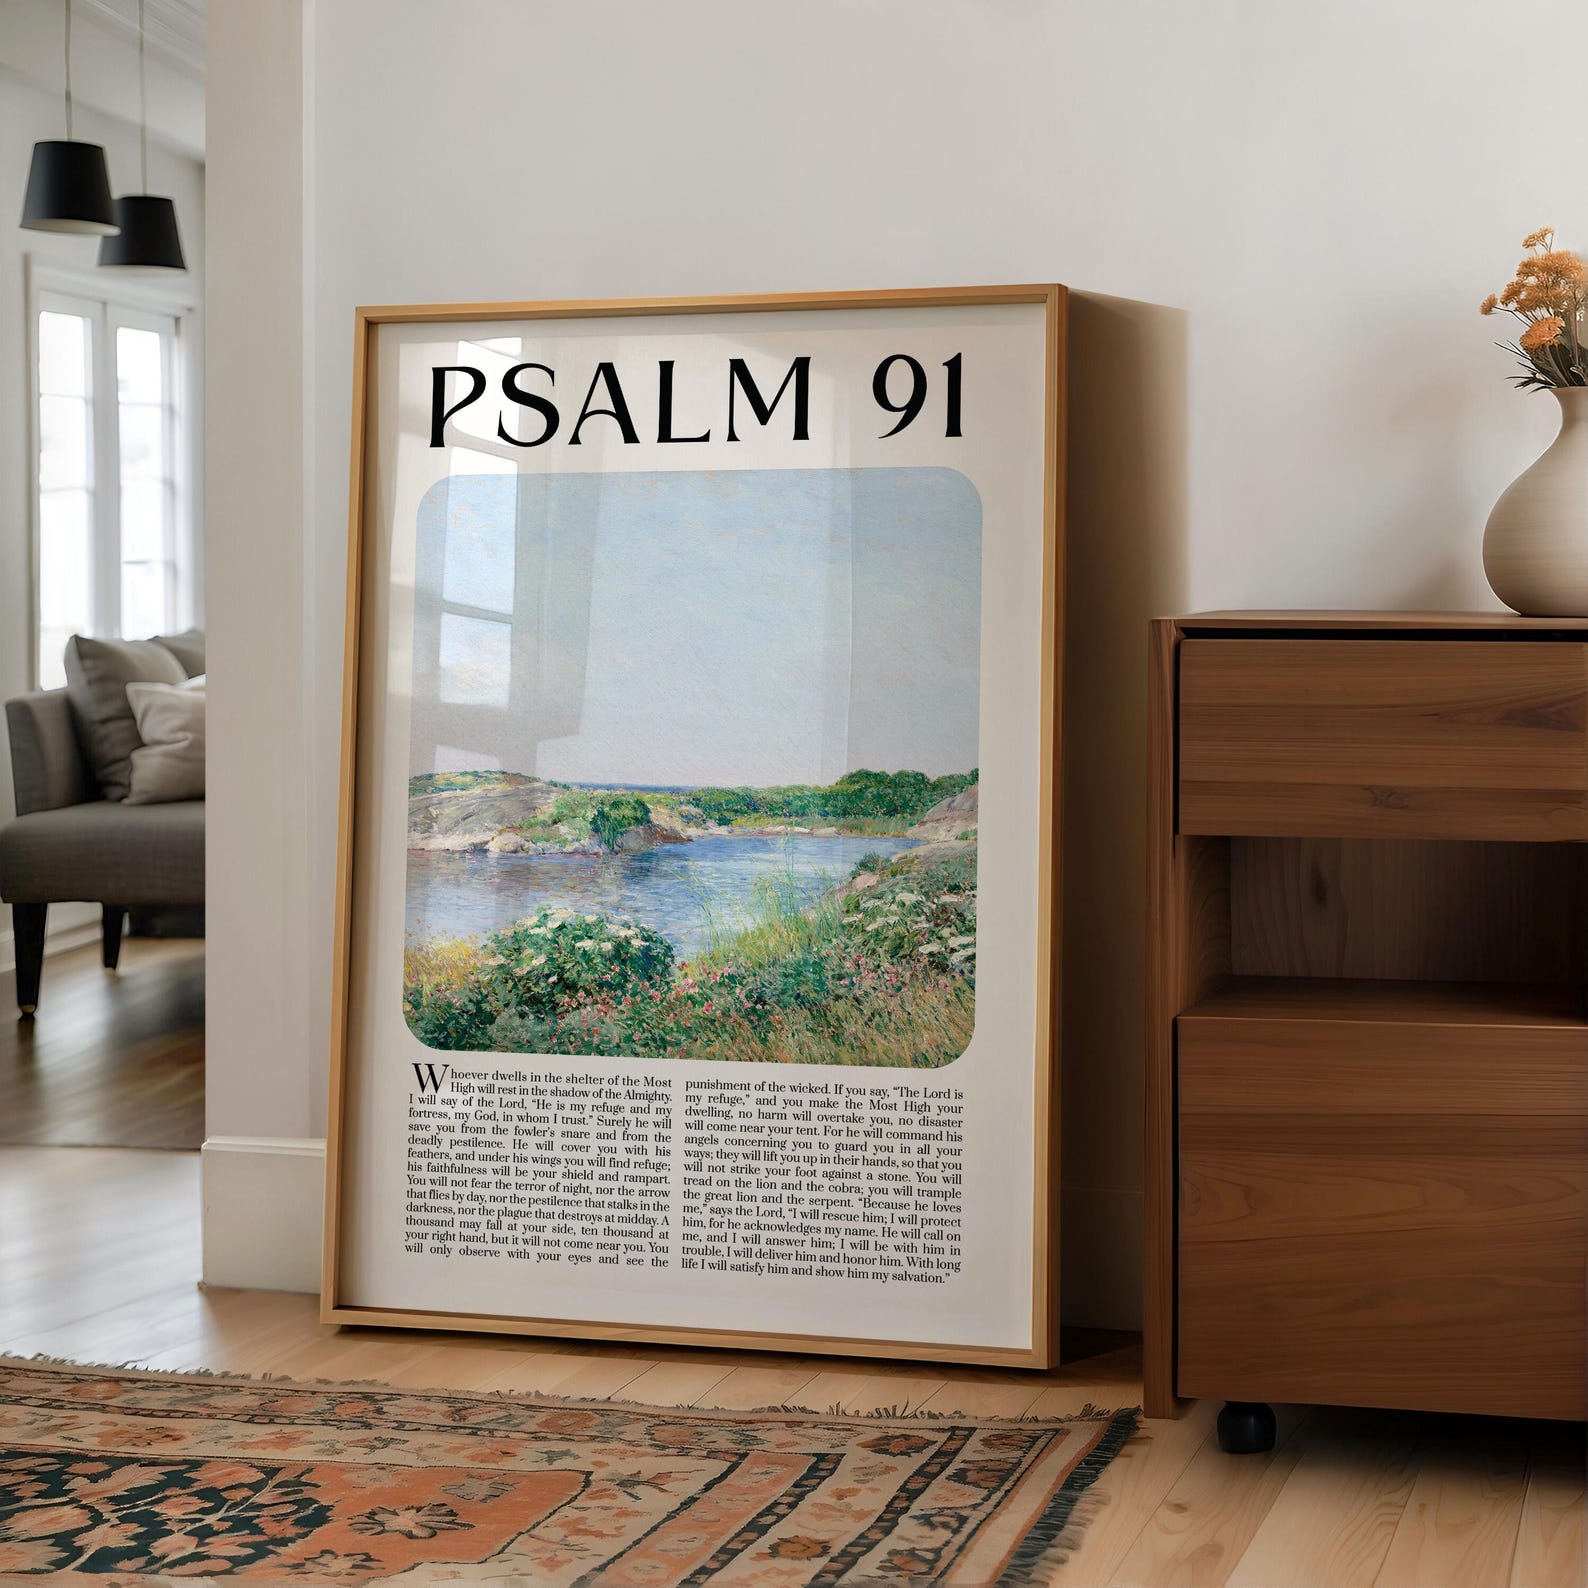 PSALM 91
Whoever dwells in the shelter of the Most
High will rest in the shadow of the Almighty.
I will say of the Lord, “He is my refuge and my
fortress, my God, in whom I trust.” Surely he will
save you from the fowler’s snare and from the
deadly pestilence. He will cover you with his
feathers, and under his wings you will find refuge;
his faithfulness will be your shield and rampart.
You will not fear the terror of night, nor the arrow
that flies by day, nor the pestilence that stalks in the
darkness, nor the plague that destroys at midday. A
thousand may fall at your side, ten thousand at
your right hand, but it will not come near you. You
will only observe with your eyes and see the
punishment of the wicked. If you say, “The Lord is
my refuge,” and you make the Most High your
dwelling, no harm will overtake you, no disaster
will come near your tent. For he will command his
angels concerning you to guard you in all your
ways; they will lift you up in their hands, so that you
will not strike your foot against a stone. You will
tread on the lion and the cobra; you will trample
the great lion and the serpent. “Because he loves
me,” says the Lord, “I will rescue him; I will protect
him, for he acknowledges my name. He will call on
me, and I will answer him; I will be with him in
trouble, I will deliver him and honor him. With long
life I will satisfy him and show him my salvation.”